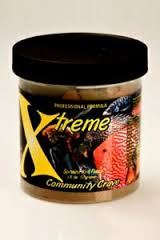 PROFESSIONAL FORMULA
Xtreme
Community Crave